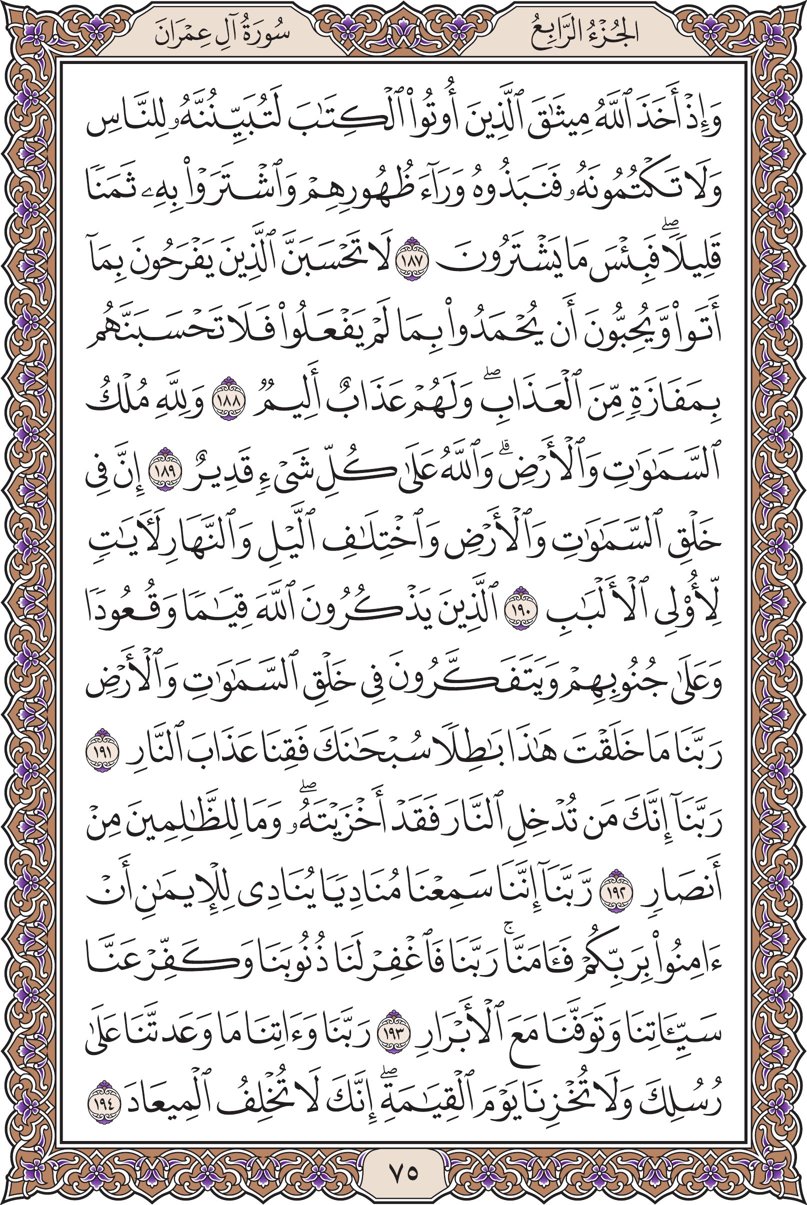 الجُزْءُ الرَّابِعُ
سُورَةُ آلِ عِمْرَانَ
وَإِذْ أَخَذَ ٱللَّهُ مِيثَٰقَ ٱلَّذِينَ أُوتُوا۟ ٱلْكِتَٰبَ لَتُبَيِّنُنَّهُۥ لِلنَّاسِ
وَلَا تَكْتُمُونَهُۥ فَنَبَذُوهُ وَرَآءَ ظُهُورِهِمْ وَٱشْتَرَوْا۟ بِهِۦ ثَمَنًا
قَلِيلًاۖ فَبِئْسَ مَا يَشْتَرُونَ ١٨٧ لَا تَحْسَبَنَّ ٱلَّذِينَ يَفْرَحُونَ بِمَآ
أَتَوا۟ وَّيُحِبُّونَ أَن يُحْمَدُوا۟ بِمَا لَمْ يَفْعَلُوا۟ فَلَا تَحْسَبَنَّهُم
بِمَفَازَةٍ مِّنَ ٱلْعَذَابِۖ وَلَهُمْ عَذَابٌ أَلِيمٌ ١٨٨ وَلِلَّهِ مُلْكُ
ٱلسَّمَٰوَٰتِ وَٱلْأَرْضِۗ وَٱللَّهُ عَلَىٰ كُلِّ شَىْءٍ قَدِيرٌ ١٨٩ إِنَّ فِى
خَلْقِ ٱلسَّمَٰوَٰتِ وَٱلْأَرْضِ وَٱخْتِلَٰفِ ٱلَّيْلِ وَٱلنَّهَارِ لَـَٔايَٰتٍ
لِّأُو۟لِى ٱلْأَلْبَٰبِ ١٩٠ ٱلَّذِينَ يَذْكُرُونَ ٱللَّهَ قِيَٰمًا وَقُعُودًا
وَعَلَىٰ جُنُوبِهِمْ وَيَتَفَكَّرُونَ فِى خَلْقِ ٱلسَّمَٰوَٰتِ وَٱلْأَرْضِ
رَبَّنَا مَا خَلَقْتَ هَٰذَا بَٰطِلًا سُبْحَٰنَكَ فَقِنَا عَذَابَ ٱلنَّارِ ١٩١
رَبَّنَآ إِنَّكَ مَن تُدْخِلِ ٱلنَّارَ فَقَدْ أَخْزَيْتَهُۥۖ وَمَا لِلظَّٰلِمِينَ مِنْ
أَنصَارٍ ١٩٢ رَّبَّنَآ إِنَّنَا سَمِعْنَا مُنَادِيًا يُنَادِى لِلْإِيمَٰنِ أَنْ
ءَامِنُوا۟ بِرَبِّكُمْ فَـَٔامَنَّاۚ رَبَّنَا فَٱغْفِرْ لَنَا ذُنُوبَنَا وَكَفِّرْ عَنَّا
سَيِّـَٔاتِنَا وَتَوَفَّنَا مَعَ ٱلْأَبْرَارِ ١٩٣ رَبَّنَا وَءَاتِنَا مَا وَعَدتَّنَا عَلَىٰ
رُسُلِكَ وَلَا تُخْزِنَا يَوْمَ ٱلْقِيَٰمَةِۖ إِنَّكَ لَا تُخْلِفُ ٱلْمِيعَادَ ١٩٤
٧٥